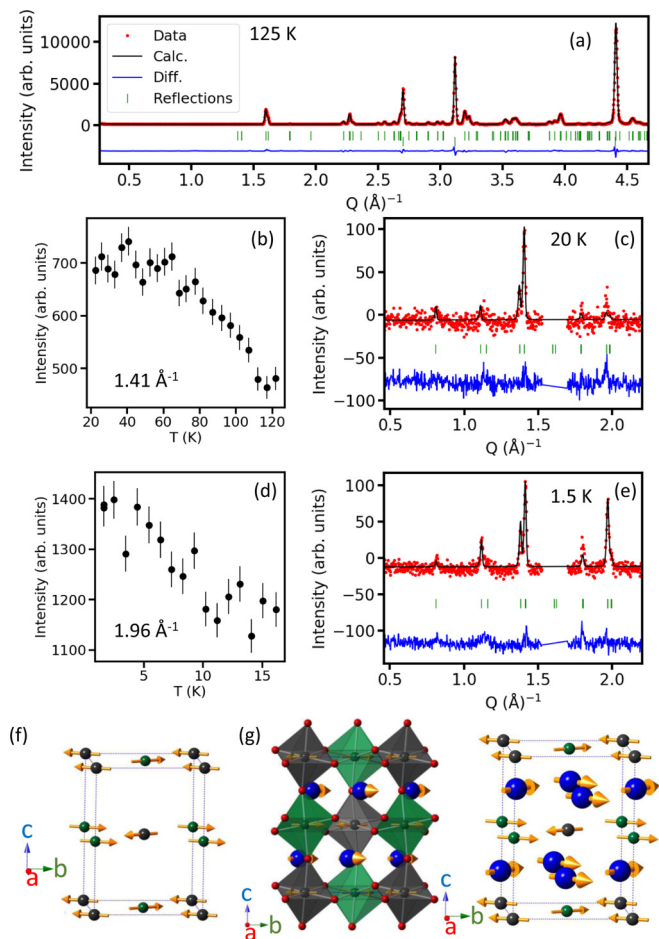 Intensity (arb. units)
10000
5000
0
Data
Calc.
Diff.
Reflections
125 K
(a)
0.5 1.0 1.5 2.0 2.5 3.0 3.5 4.0 4.5
Q (Å)⁻¹
Intensity (arb. units)
700
600
500
(b)
1.41 Å⁻¹
20 40 60 80 100 120
T (K)
Intensity (arb. units)
100
50
0
−50
−100
20 K
(c)
0.5 1.0 1.5 2.0
Q (Å)⁻¹
Intensity (arb. units)
1400
1300
1200
1100
(d)
1.96 Å⁻¹
5 10 15
T (K)
Intensity (arb. units)
100
50
0
−50
−100
(e)
1.5 K
0.5 1.0 1.5 2.0
Q (Å)⁻¹
(f)
c
b
a
(g)
c
b
a
c
b
a